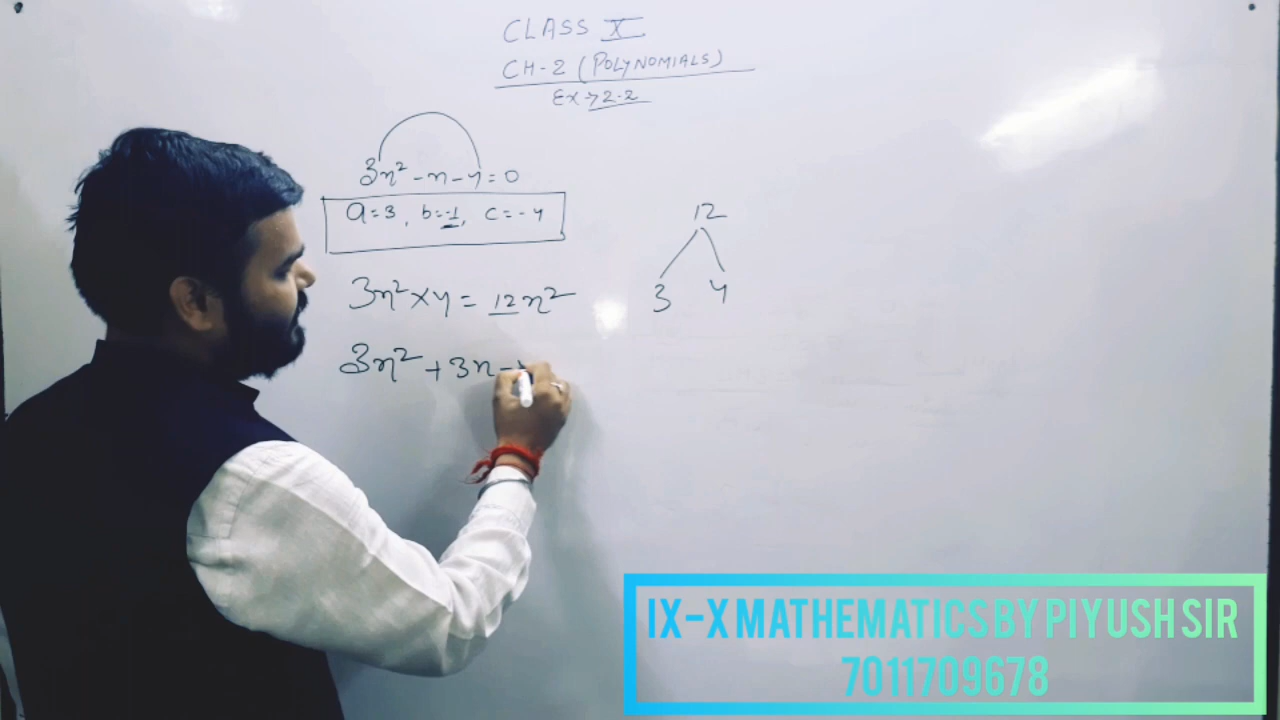 CLASS X
CH-2 (POLYNOMIALS)
EX → 2.2
3x² - x - 4 = 0
a=3, b=-1, c=-4
3x² × 4 = 12x²
12
3 4
3x² + 3x -
IX-X MATHEMATICS BY PIYUSH SIR
7011709678